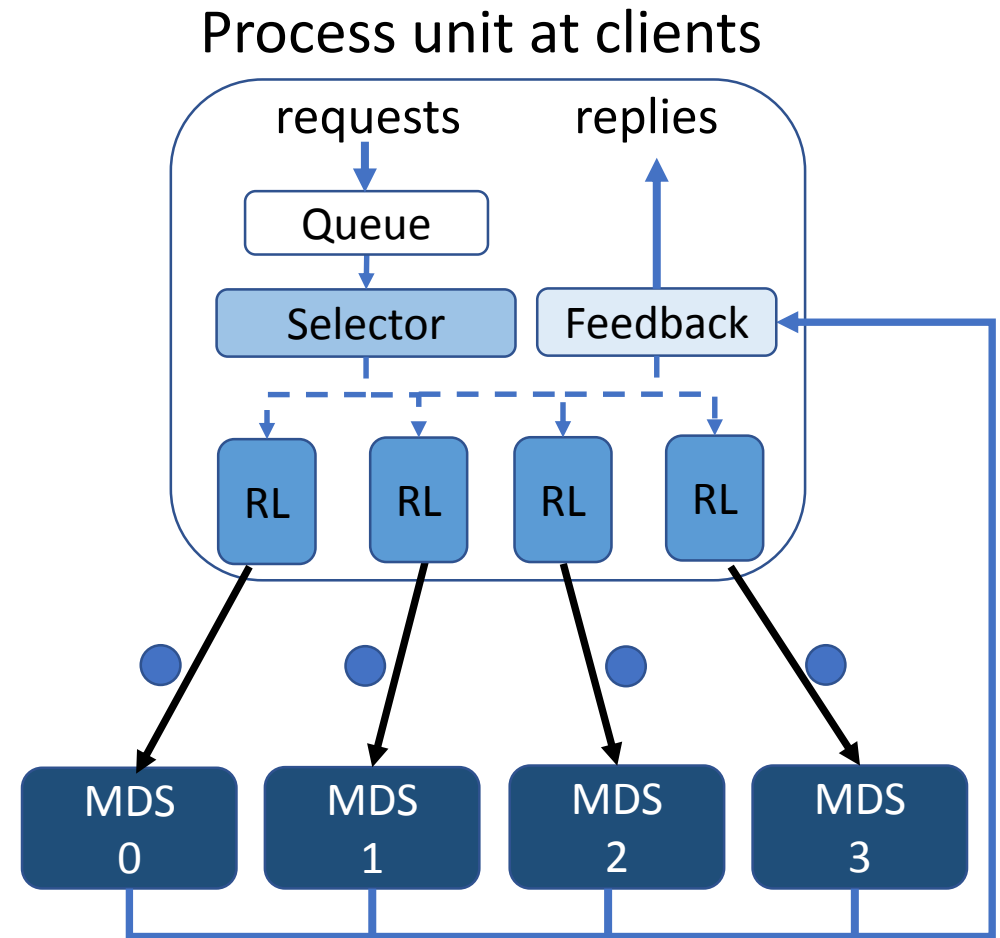 Process unit at clients
requests
replies
Queue
Selector
Feedback
RL
RL
RL
RL
MDS
0
MDS
1
MDS
2
MDS
3